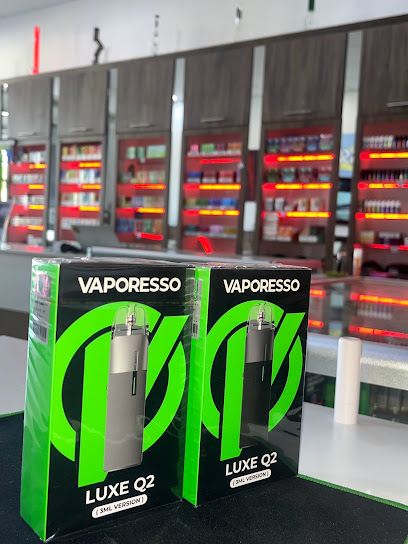 VAPORESSO
LUXE Q2
( 3ML VERSION )
VAPORESSO
LUXE Q2
( 3ML VERSION )